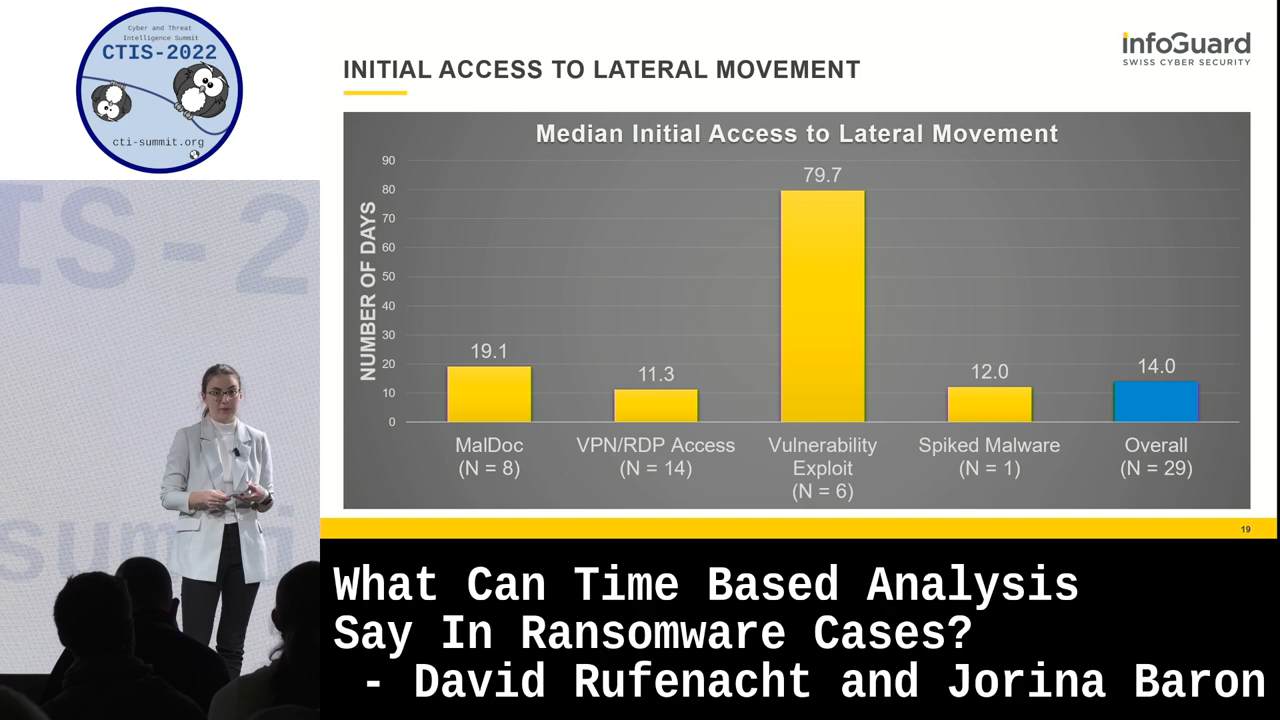 Cyber and Threat
Intelligence Summit
CTIS-2022
cti-summit.org
IS-2
summi
infoGuard
SWISS CYBER SECURITY
INITIAL ACCESS TO LATERAL MOVEMENT
Median Initial Access to Lateral Movement
NUMBER OF DAYS
90
80
70
60
50
40
30
20
10
0
19.1
11.3
79.7
12.0
14.0
MalDoc
(N = 8)
VPN/RDP Access
(N = 14)
Vulnerability
Exploit
(N = 6)
Spiked Malware
(N = 1)
Overall
(N = 29)
19
What Can Time Based Analysis
Say In Ransomware Cases?
- David Rufenacht and Jorina Baron